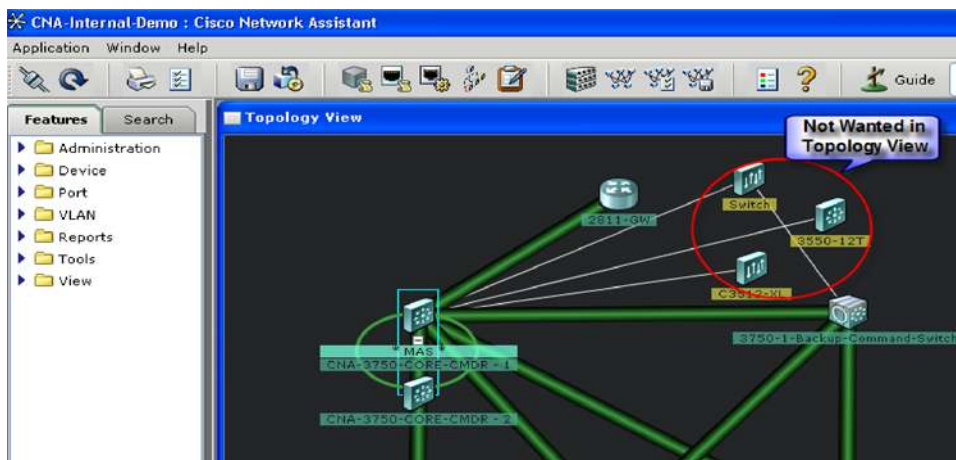 CNA-Internal-Demo : Cisco Network Assistant
Application Window Help
Guide
Features Search
Administration
Device
Port
VLAN
Reports
Tools
View
Topology View
Not Wanted in
Topology View
Switch
2811-GW
3550-12T
C3512-XL
3750-1-Backup-Command-Switch
* MAS *
CNA-3750-CORE-CMDR - 1
CNA-3750-CORE-CMDR - 2